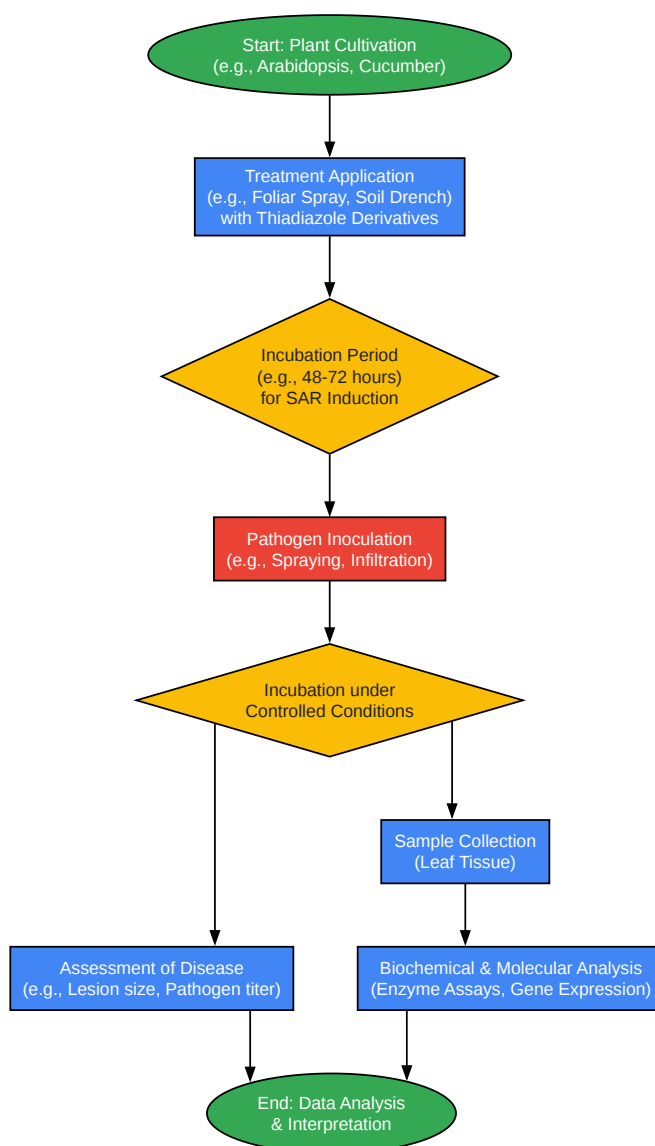 Start: Plant Cultivation
(e.g., Arabidopsis, Cucumber)
Treatment Application
(e.g., Foliar Spray, Soil Drench)
with Thiadiazole Derivatives
Incubation Period
(e.g., 48-72 hours)
for SAR Induction
Pathogen Inoculation
(e.g., Spraying, Infiltration)
Incubation under
Controlled Conditions
Sample Collection
(Leaf Tissue)
Assessment of Disease
(e.g., Lesion size, Pathogen titer)
Biochemical & Molecular Analysis
(Enzyme Assays, Gene Expression)
End: Data Analysis
& Interpretation